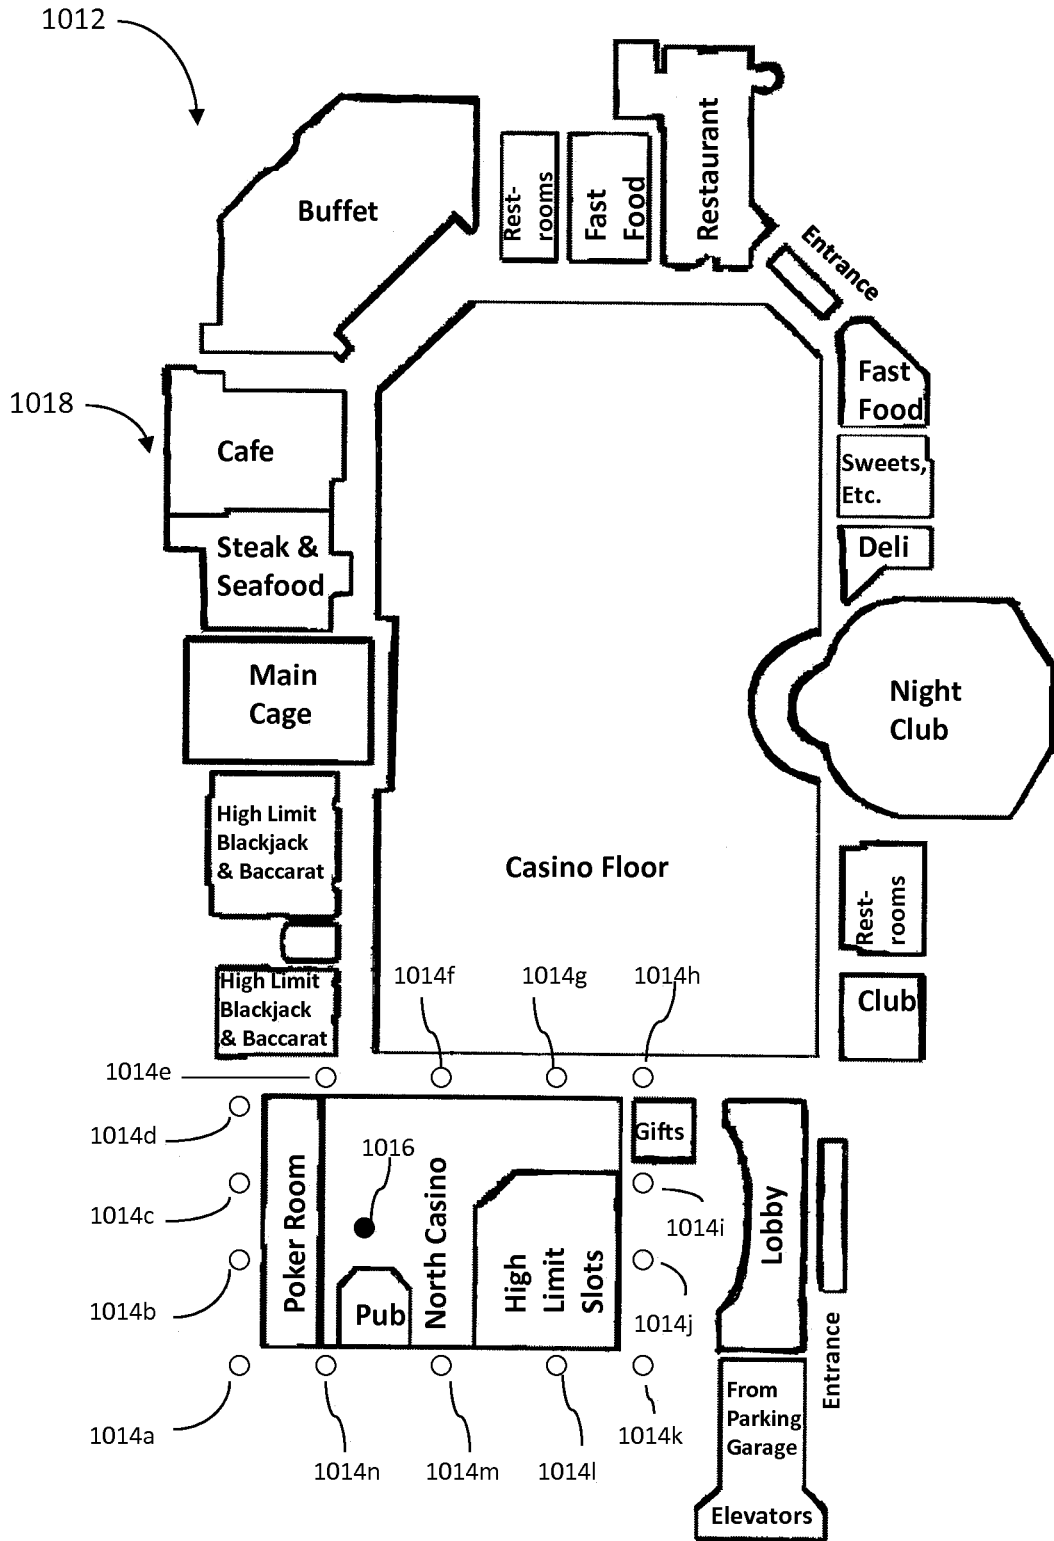 1012
Restaurant
Rest-
rooms
Fast
Food
Buffet
Entrance
1018
Fast
Food
Cafe
Sweets,
Etc.
Steak &
Seafood
Deli
Main
Cage
Night
Club
High Limit
Blackjack
& Baccarat
Casino Floor
Rest-
rooms
High Limit
Blackjack
& Baccarat
1014f
1014g
1014h
Club
1014e
1014d
Gifts
1016
1014c
Poker Room
North Casino
1014i
Lobby
High
Limit
Slots
1014b
Pub
1014j
Entrance
From
Parking
Garage
1014a
1014k
1014n
1014m
1014l
Elevators